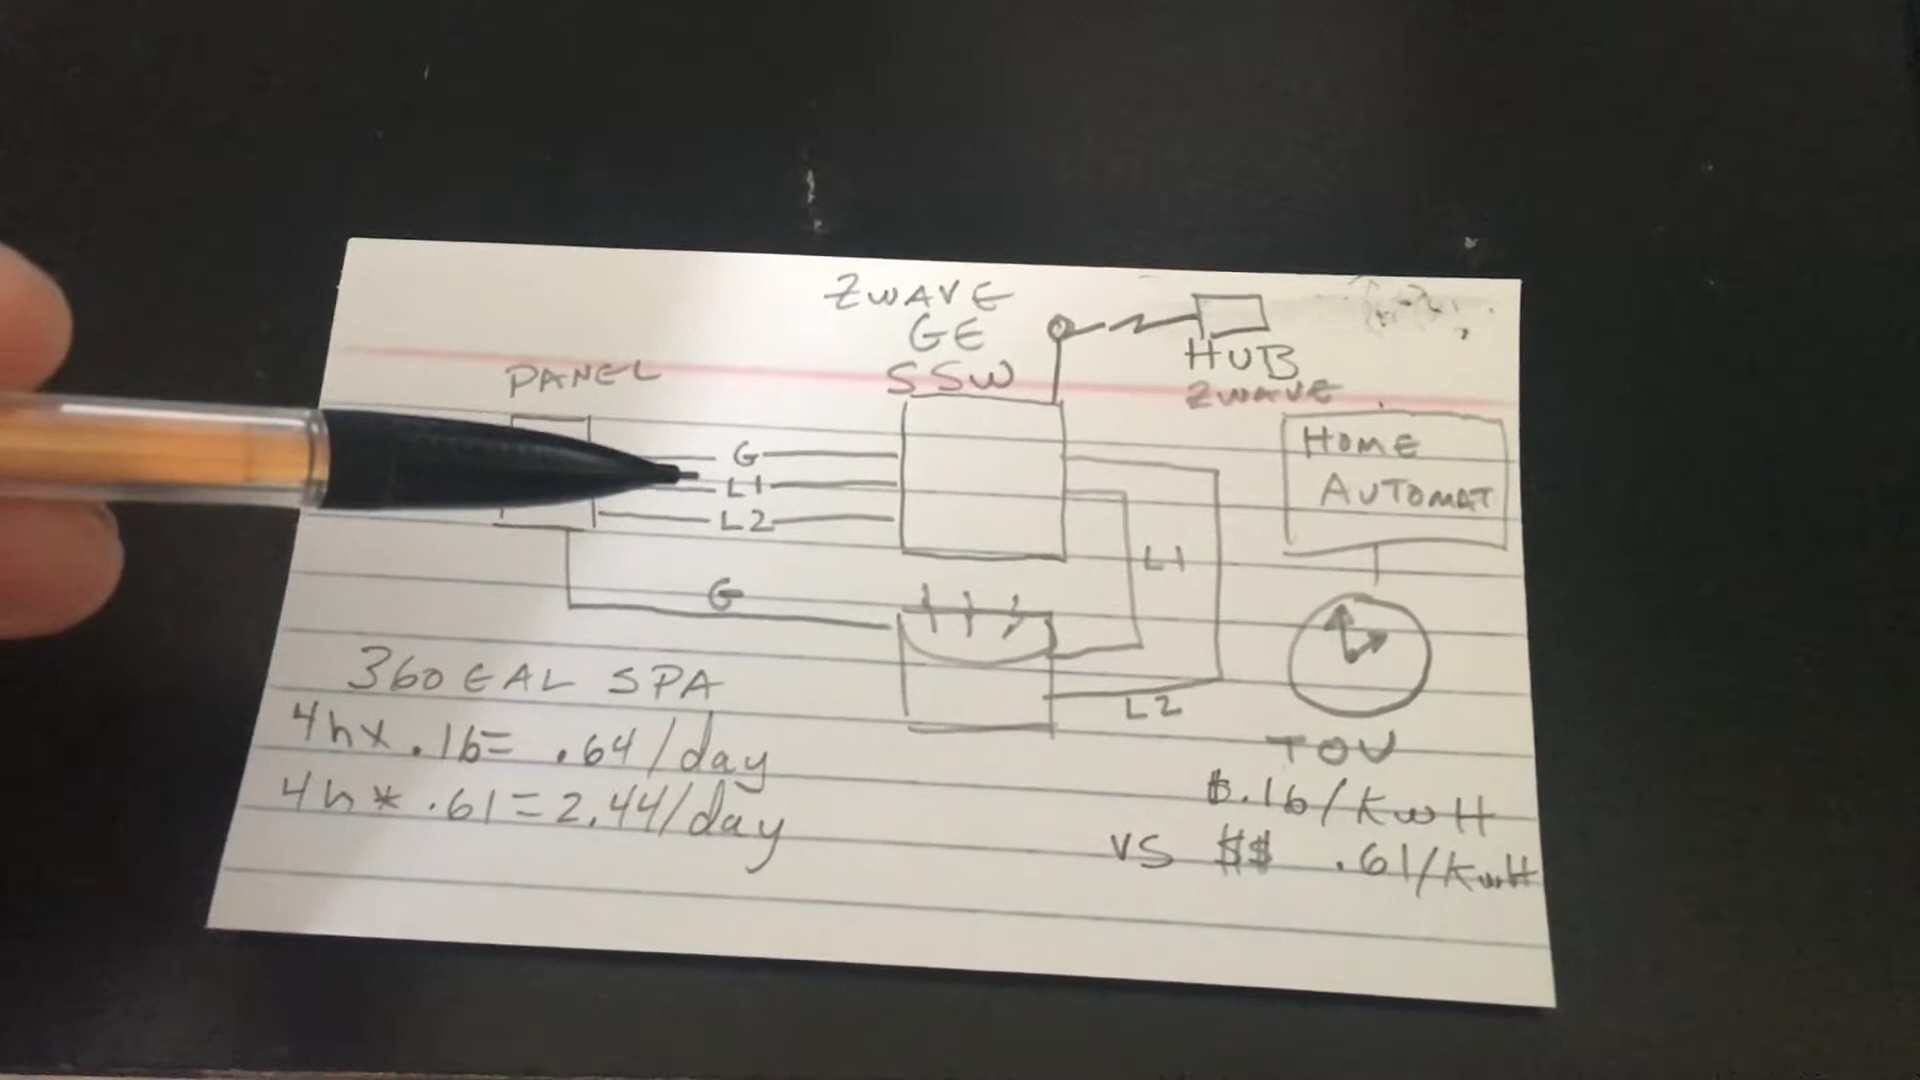 ZWAVE
GE
SSW
HUB
ZWAVE
PANEL
G
L1
L2
HOME
AUTOMAT
L1
G
L2
360 GAL SPA
4h x .16 = .64/day
4h * .61 = 2.44/day
TOU
$.16/KWH
VS $$ .61/KWH